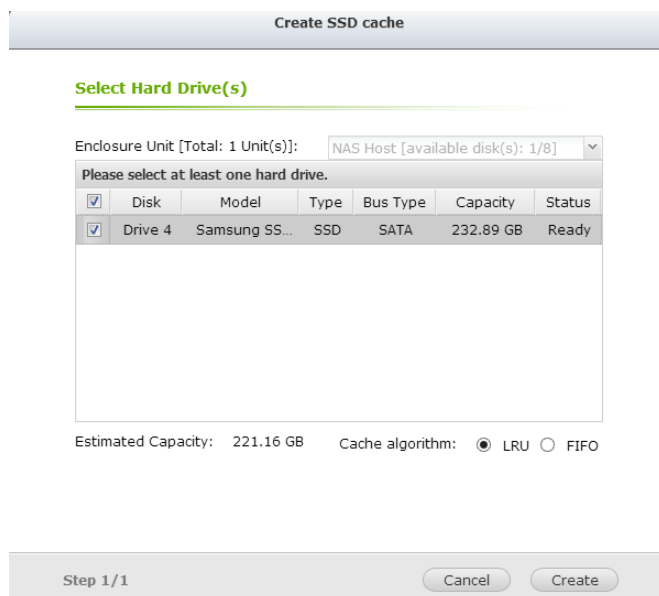 Create SSD cache
Select Hard Drive(s)
Enclosure Unit [Total: 1 Unit(s)]: NAS Host [available disk(s): 1/8]
Please select at least one hard drive.
Disk Model Type Bus Type Capacity Status
Drive 4 Samsung SS... SSD SATA 232.89 GB Ready
Estimated Capacity: 221.16 GB Cache algorithm: LRU FIFO
Step 1/1 Cancel Create